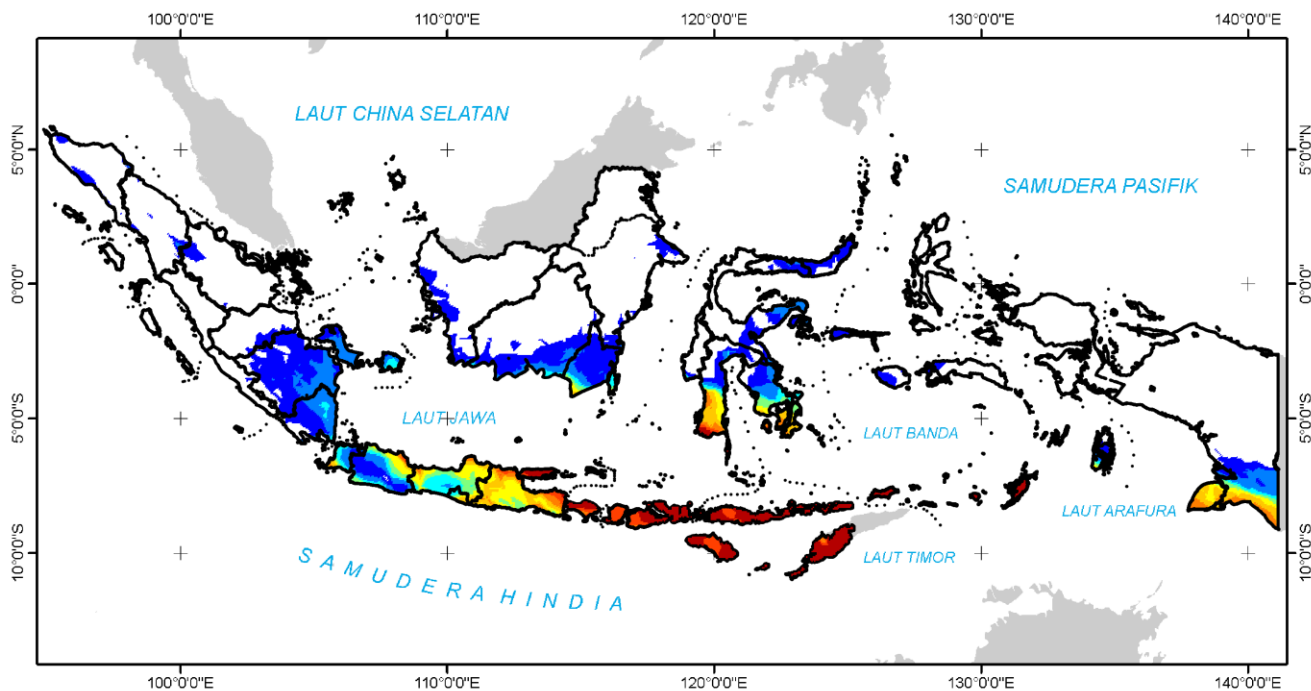 100°0'0"E 110°0'0"E 120°0'0"E 130°0'0"E 140°0'0"E
LAUT CHINA SELATAN
5°0'0"N 5°0'0"N
SAMUDERA PASIFIK
0°0'0" 0°0'0"
LAUT JAWA
LAUT BANDA
5°0'0"S 5°0'0"S
LAUT ARAFURA
10°0'0"S 10°0'0"S
LAUT TIMOR
SAMUDERA HINDIA
100°0'0"E 110°0'0"E 120°0'0"E 130°0'0"E 140°0'0"E